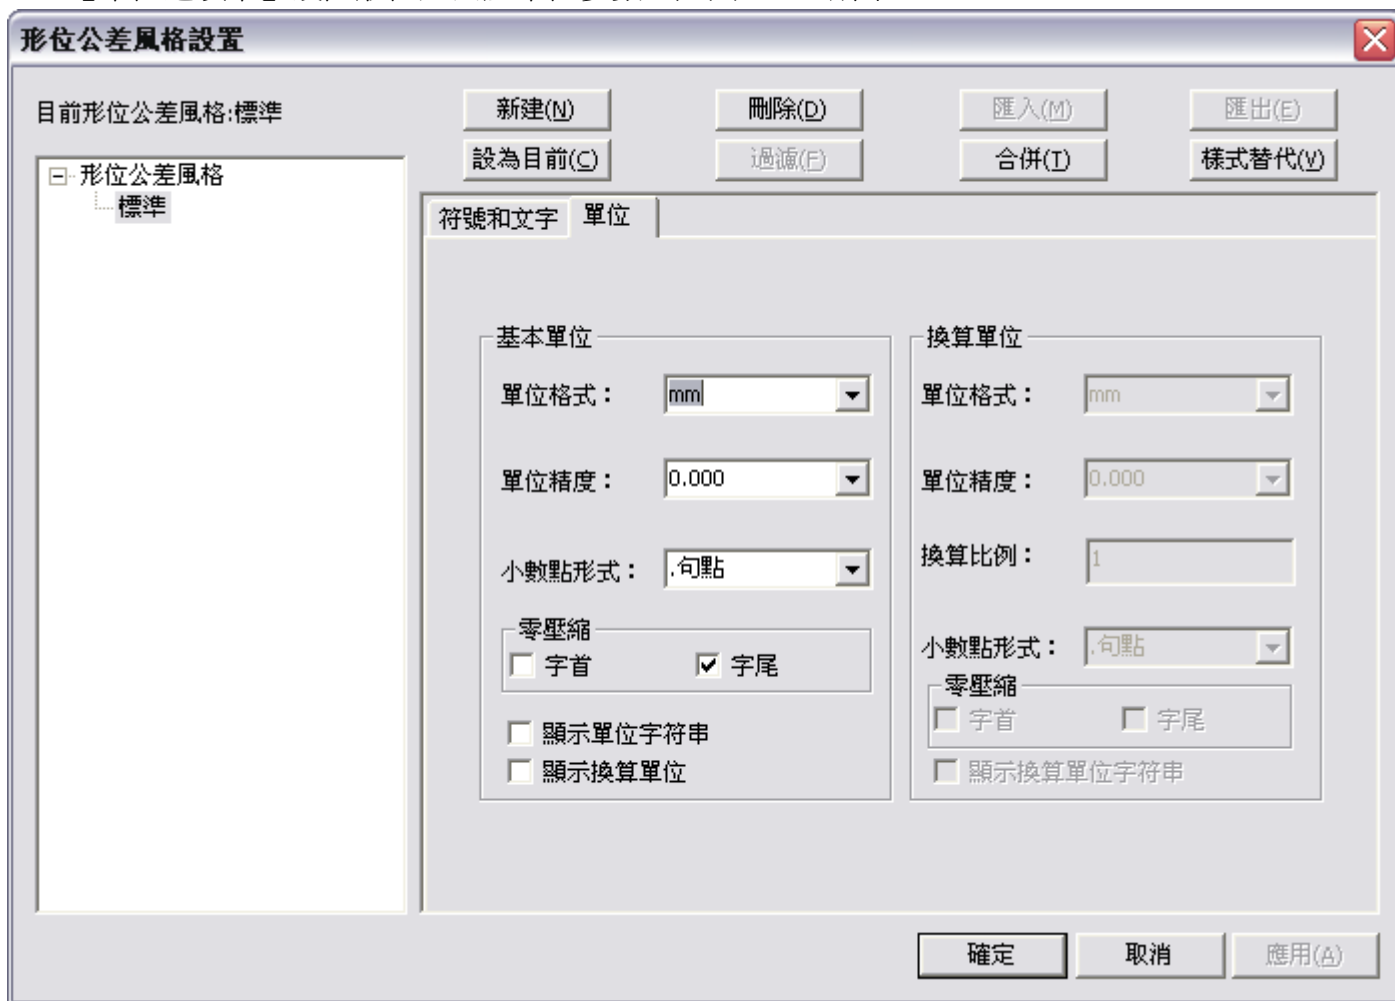 形位公差風格設置
目前形位公差風格:標準
新建(N) 刪除(D) 匯入(M) 匯出(E)
設為目前(C) 過濾(F) 合併(T) 樣式替代(V)
形位公差風格
標準
符號和文字 單位
基本單位
單位格式： mm
單位精度： 0.000
小數點形式： .句點
零壓縮
字首 字尾
顯示單位字符串
顯示換算單位
換算單位
單位格式： mm
單位精度： 0.000
換算比例： 1
小數點形式： .句點
零壓縮
字首 字尾
顯示換算單位字符串
確定 取消 應用(A)